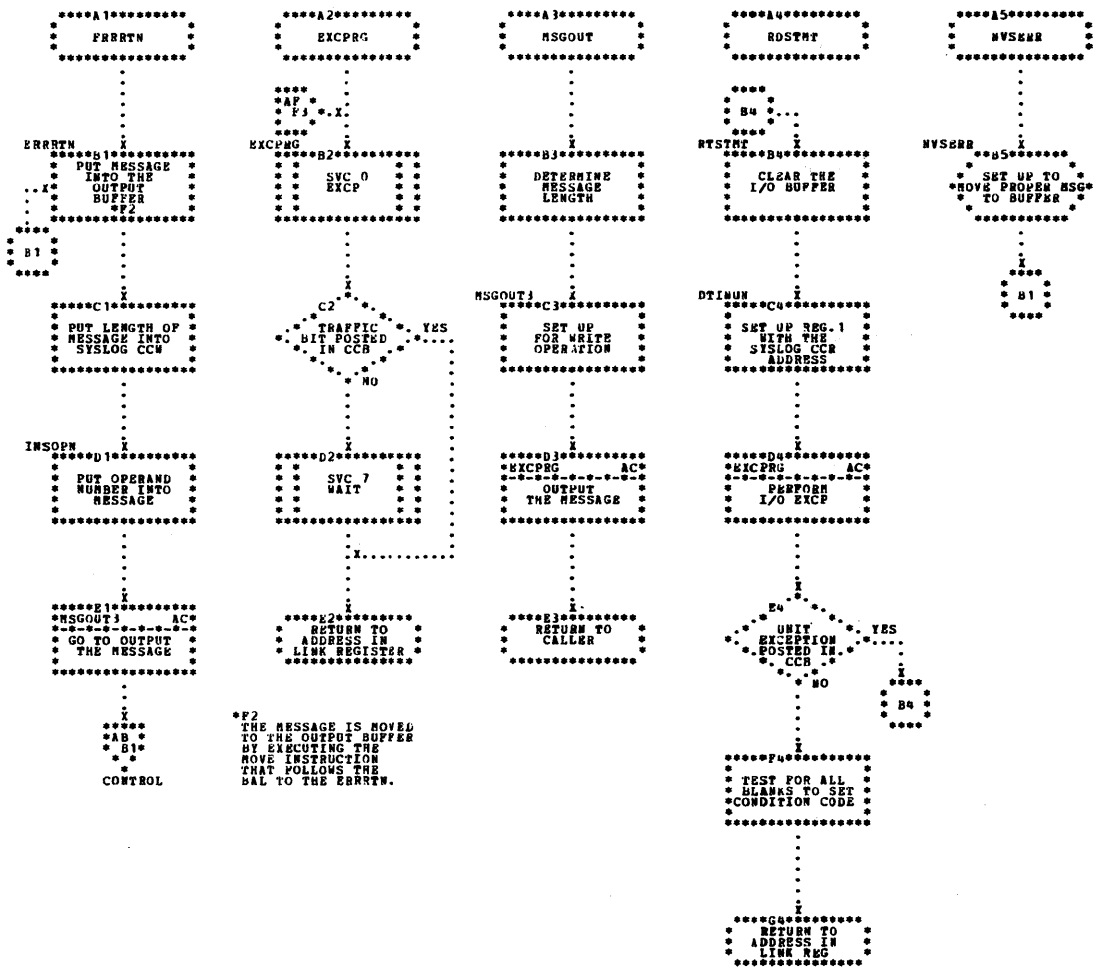 A1
ERRRTN
ERRRTN
B1
PUT MESSAGE
INTO THE
OUTPUT
BUFFER
*F2
B1
C1
PUT LENGTH OF
MESSAGE INTO
SYSLOG CCW
INSOPN
D1
PUT OPERAND
NUMBER INTO
MESSAGE
E1
*MSGOUT3 AC*
GO TO OUTPUT
THE MESSAGE
AB
B1
CONTROL
A2
EXCPRG
F3
EXCPRG
B2
SVC 0
EXCP
C2
TRAFFIC
BIT POSTED
IN CCB
YES
NO
D2
SVC 7
WAIT
E2
RETURN TO
ADDRESS IN
LINK REGISTER
*F2
THE MESSAGE IS MOVED
TO THE OUTPUT BUFFER
BY EXECUTING THE
MOVE INSTRUCTION
THAT FOLLOWS THE
BAL TO THE ERRRTN.
A3
MSGOUT
B3
DETERMINE
MESSAGE
LENGTH
MSGOUT3
C3
SET UP
FOR WRITE
OPERATION
D3
*EXCPRG AC*
OUTPUT
THE MESSAGE
E3
RETURN TO
CALLER
A4
RDSTMT
B4
RTSTMT
B4
CLEAR THE
I/O BUFFER
DTIMUN
C4
SET UP REG.1
WITH THE
SYSLOG CCB
ADDRESS
D4
*EXCPRG AC*
PERFORM
I/O EXCP
E4
UNIT
EXCEPTION
POSTED IN
CCB
YES
NO
B4
F4
TEST FOR ALL
BLANKS TO SET
CONDITION CODE
G4
RETURN TO
ADDRESS IN
LINK REG
A5
NVSERR
NVSERR
B5
SET UP TO
MOVE PROPER MSG
TO BUFFER
B1